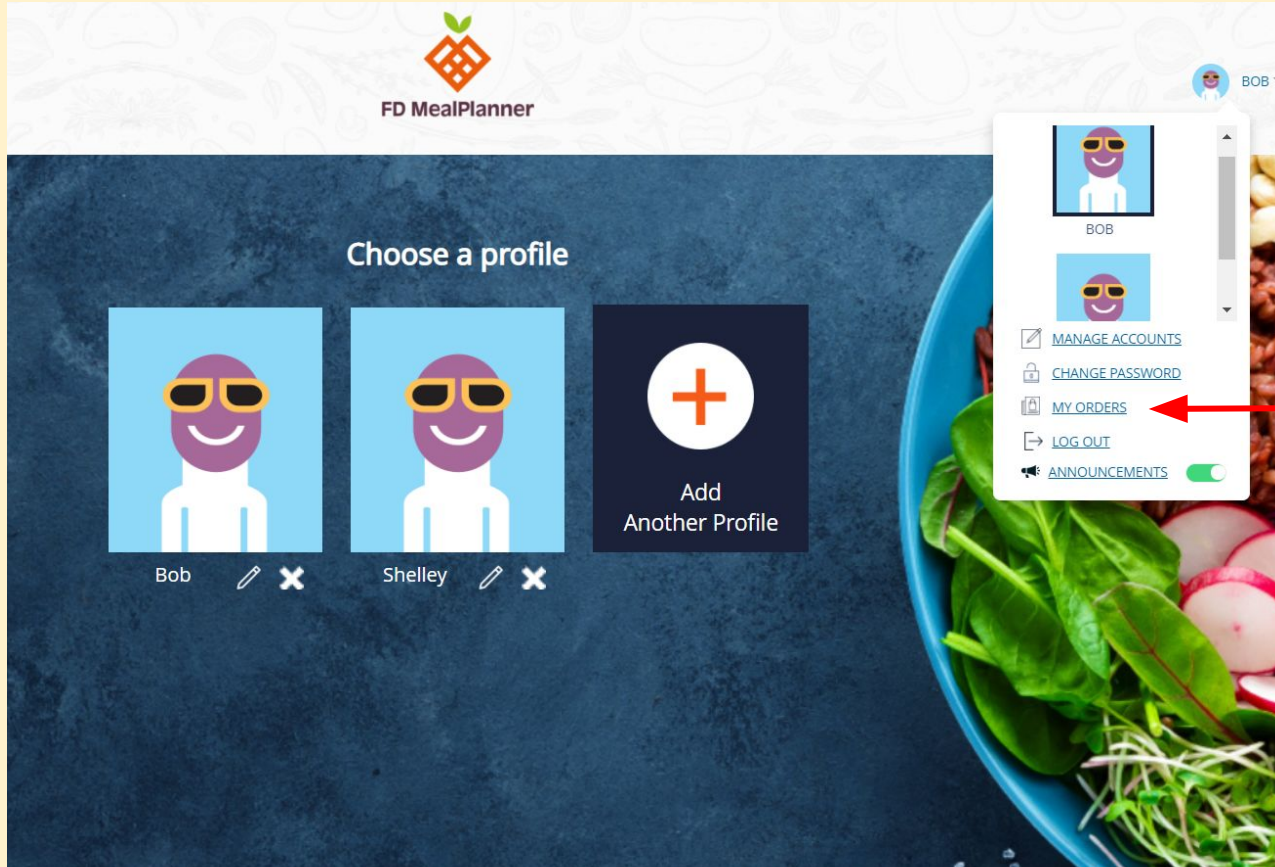 FD MealPlanner
BOB
BOB
Choose a profile
MANAGE ACCOUNTS
CHANGE PASSWORD
MY ORDERS
LOG OUT
ANNOUNCEMENTS
Add
Another Profile
Bob
Shelley